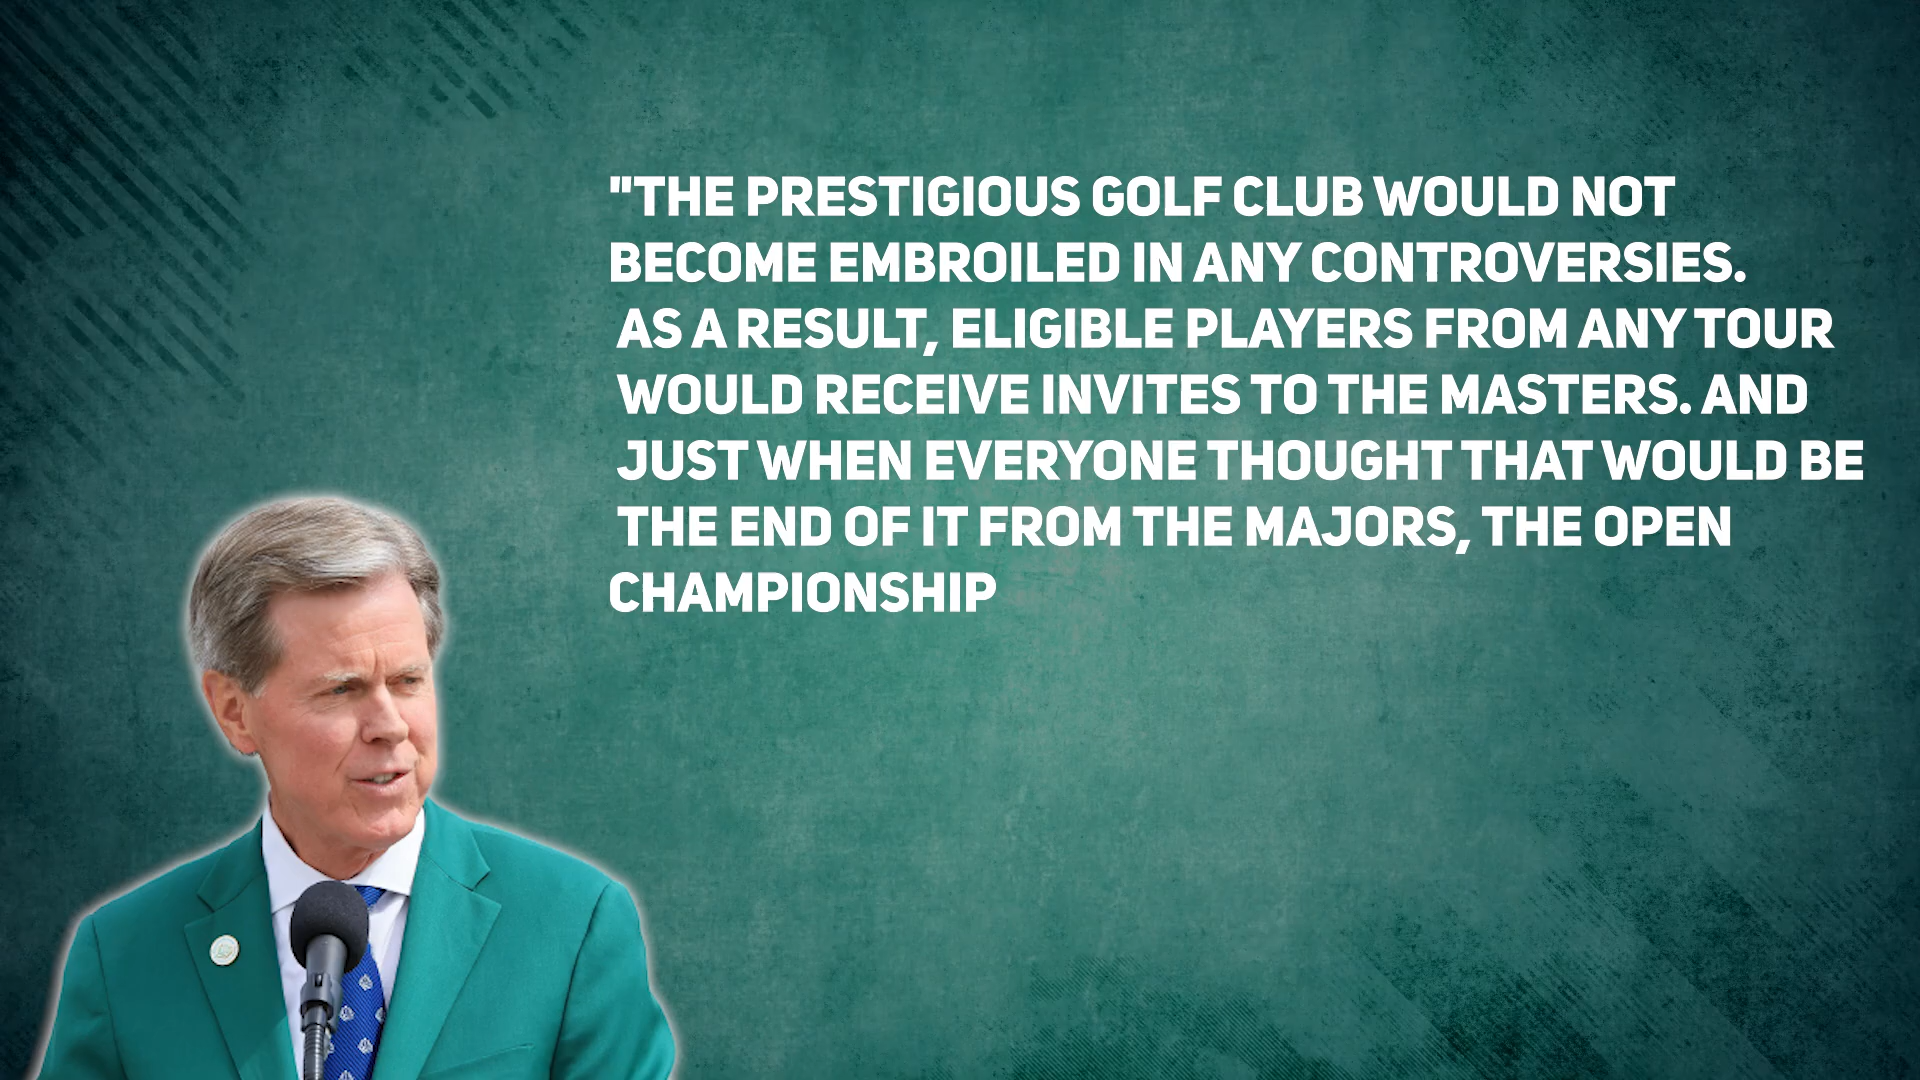 "THE PRESTIGIOUS GOLF CLUB WOULD NOT
BECOME EMBROILED IN ANY CONTROVERSIES.
AS A RESULT, ELIGIBLE PLAYERS FROM ANY TOUR
WOULD RECEIVE INVITES TO THE MASTERS. AND
JUST WHEN EVERYONE THOUGHT THAT WOULD BE
THE END OF IT FROM THE MAJORS, THE OPEN
CHAMPIONSHIP